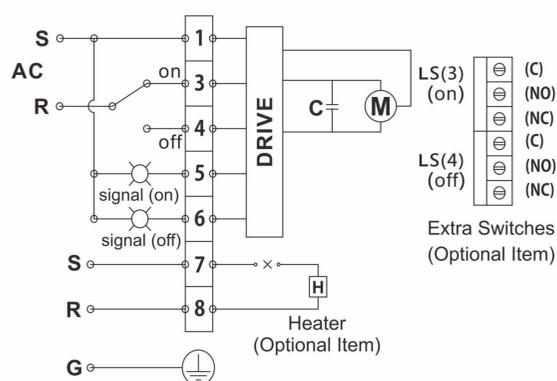 S
AC
R
on
off
signal (on)
signal (off)
S
R
G
1
3
4
5
6
7
8
DRIVE
C
M
H
Heater
(Optional Item)
LS(3)
(on)
LS(4)
(off)
(C)
(NO)
(NC)
(C)
(NO)
(NC)
Extra Switches
(Optional Item)